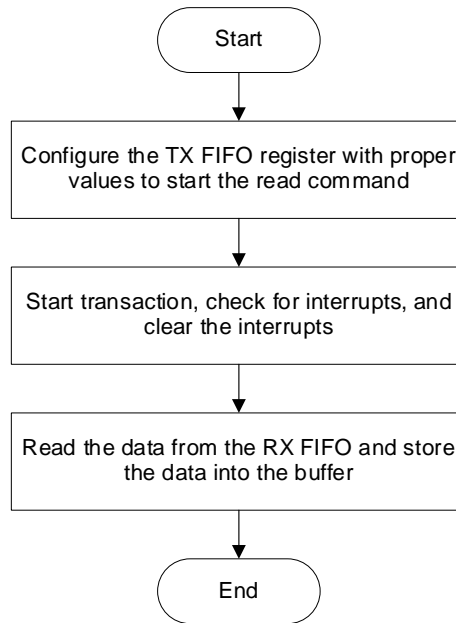 Start
Configure the TX FIFO register with proper
values to start the read command
Start transaction, check for interrupts, and
clear the interrupts
Read the data from the RX FIFO and store
the data into the buffer
End